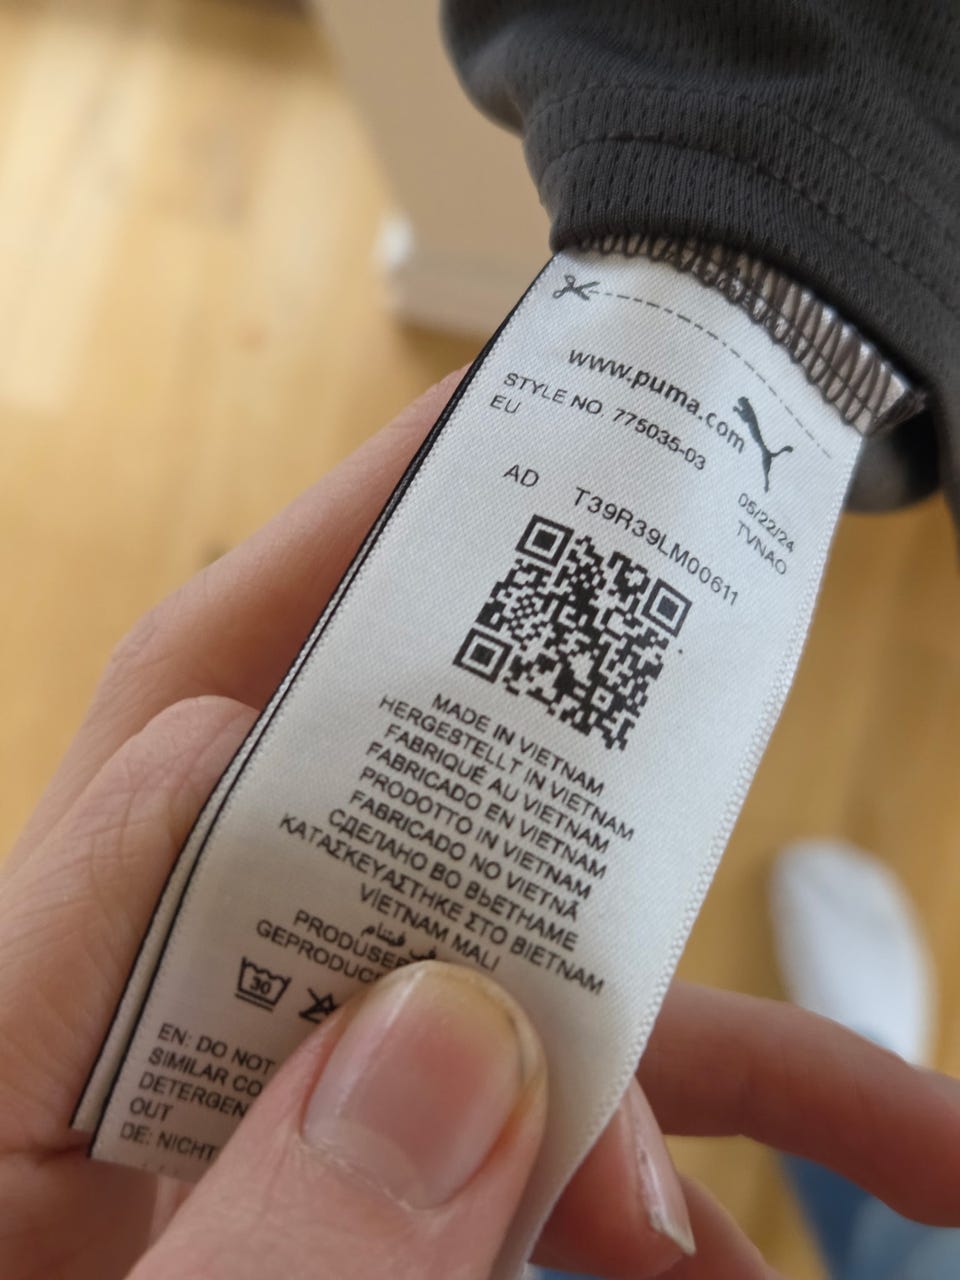 www.puma.com
STYLE NO. 775035-03
EU
05/22/24
TVNAO
AD T39R39LM00611
MADE IN VIETNAM
HERGESTELLT IN VIETNAM
FABRIQUÉ AU VIETNAM
FABRICADO EN VIETNAM
PRODOTTO IN VIETNAM
FABRICADO NO VIETNÃ
СДЕЛАНО ВО ВЬЕТНАМЕ
ΚΑΤΑΣΚΕΥΑΣΤΗΚΕ ΣΤΟ ΒΙΕΤΝΑΜ
VIETNAM MALI
فيتنام
30
EN: DO NOT
SIMILAR
OUT
DE: NICHT